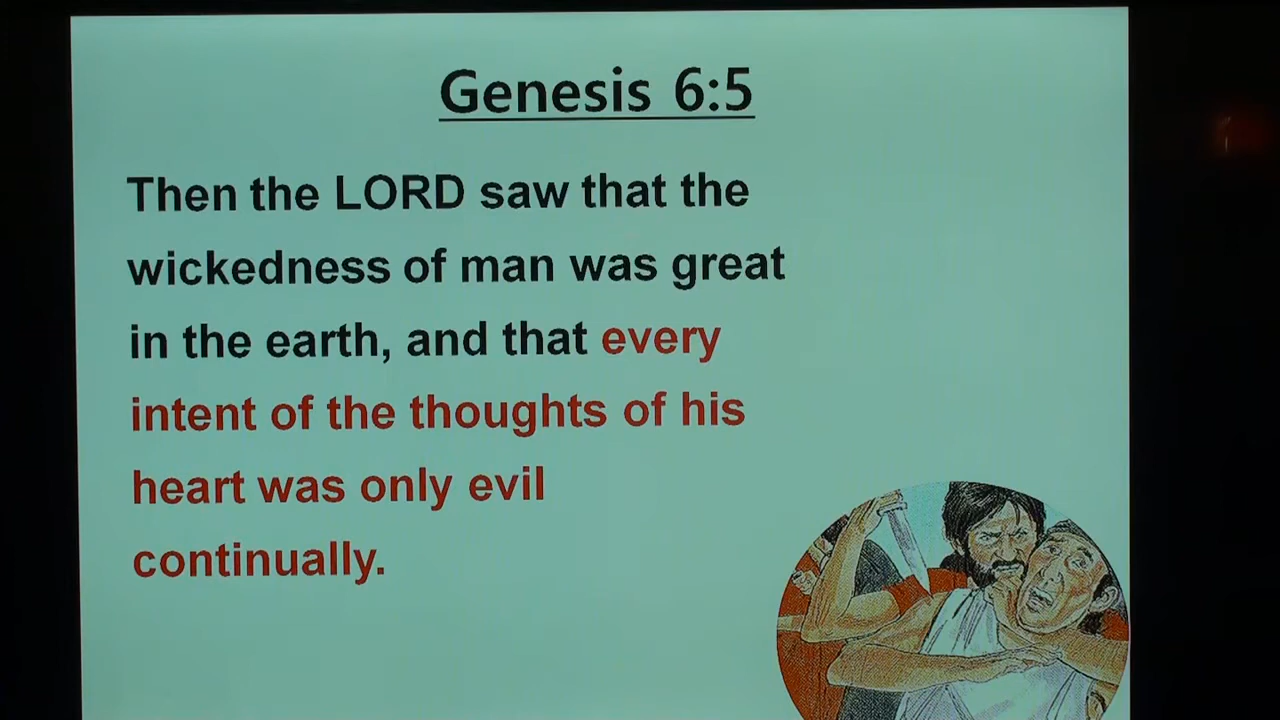 Genesis 6:5
Then the LORD saw that the
wickedness of man was great
in the earth, and that every
intent of the thoughts of his
heart was only evil
continually.